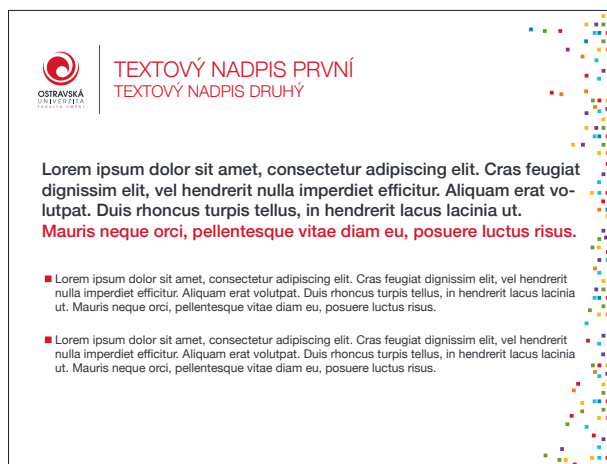 OSTRAVSKÁ
UNIVERZITA
FAKULTA UMĚNÍ
TEXTOVÝ NADPIS PRVNÍ
TEXTOVÝ NADPIS DRUHÝ
Lorem ipsum dolor sit amet, consectetur adipiscing elit. Cras feugiat
dignissim elit, vel hendrerit nulla imperdiet efficitur. Aliquam erat vo-
lutpat. Duis rhoncus turpis tellus, in hendrerit lacus lacinia ut.
Mauris neque orci, pellentesque vitae diam eu, posuere luctus risus.
Lorem ipsum dolor sit amet, consectetur adipiscing elit. Cras feugiat dignissim elit, vel hendrerit
nulla imperdiet efficitur. Aliquam erat volutpat. Duis rhoncus turpis tellus, in hendrerit lacus lacinia
ut. Mauris neque orci, pellentesque vitae diam eu, posuere luctus risus.
Lorem ipsum dolor sit amet, consectetur adipiscing elit. Cras feugiat dignissim elit, vel hendrerit
nulla imperdiet efficitur. Aliquam erat volutpat. Duis rhoncus turpis tellus, in hendrerit lacus lacinia
ut. Mauris neque orci, pellentesque vitae diam eu, posuere luctus risus.